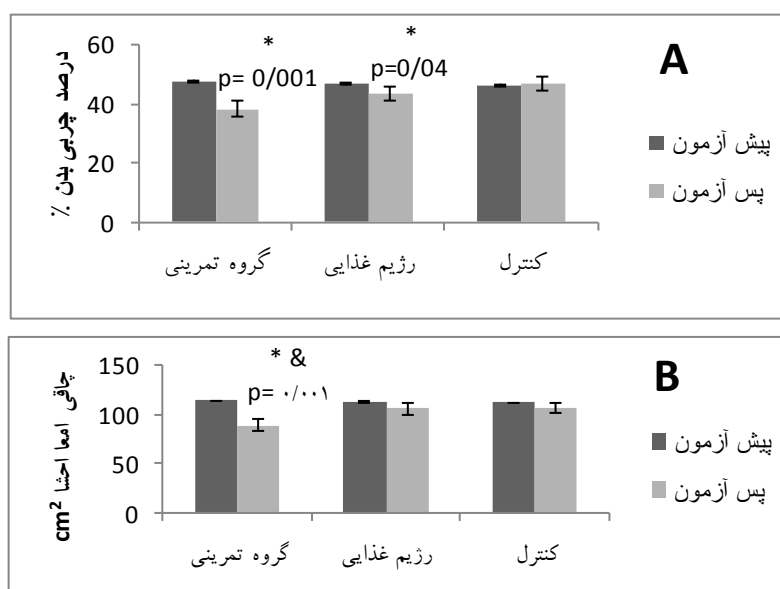 A
درصد چربی بدن %
60
40
20
0
*
p= 0/001
*
p=0/04
پیش آزمون
پس آزمون
گروه تمرینی
رژیم غذایی
کنترل
B
چاقی امعا احشا cm²
150
100
50
0
* &
p= ۰/۰۰۱
پیش آزمون
پس آزمون
گروه تمرینی
رژیم غذایی
کنترل